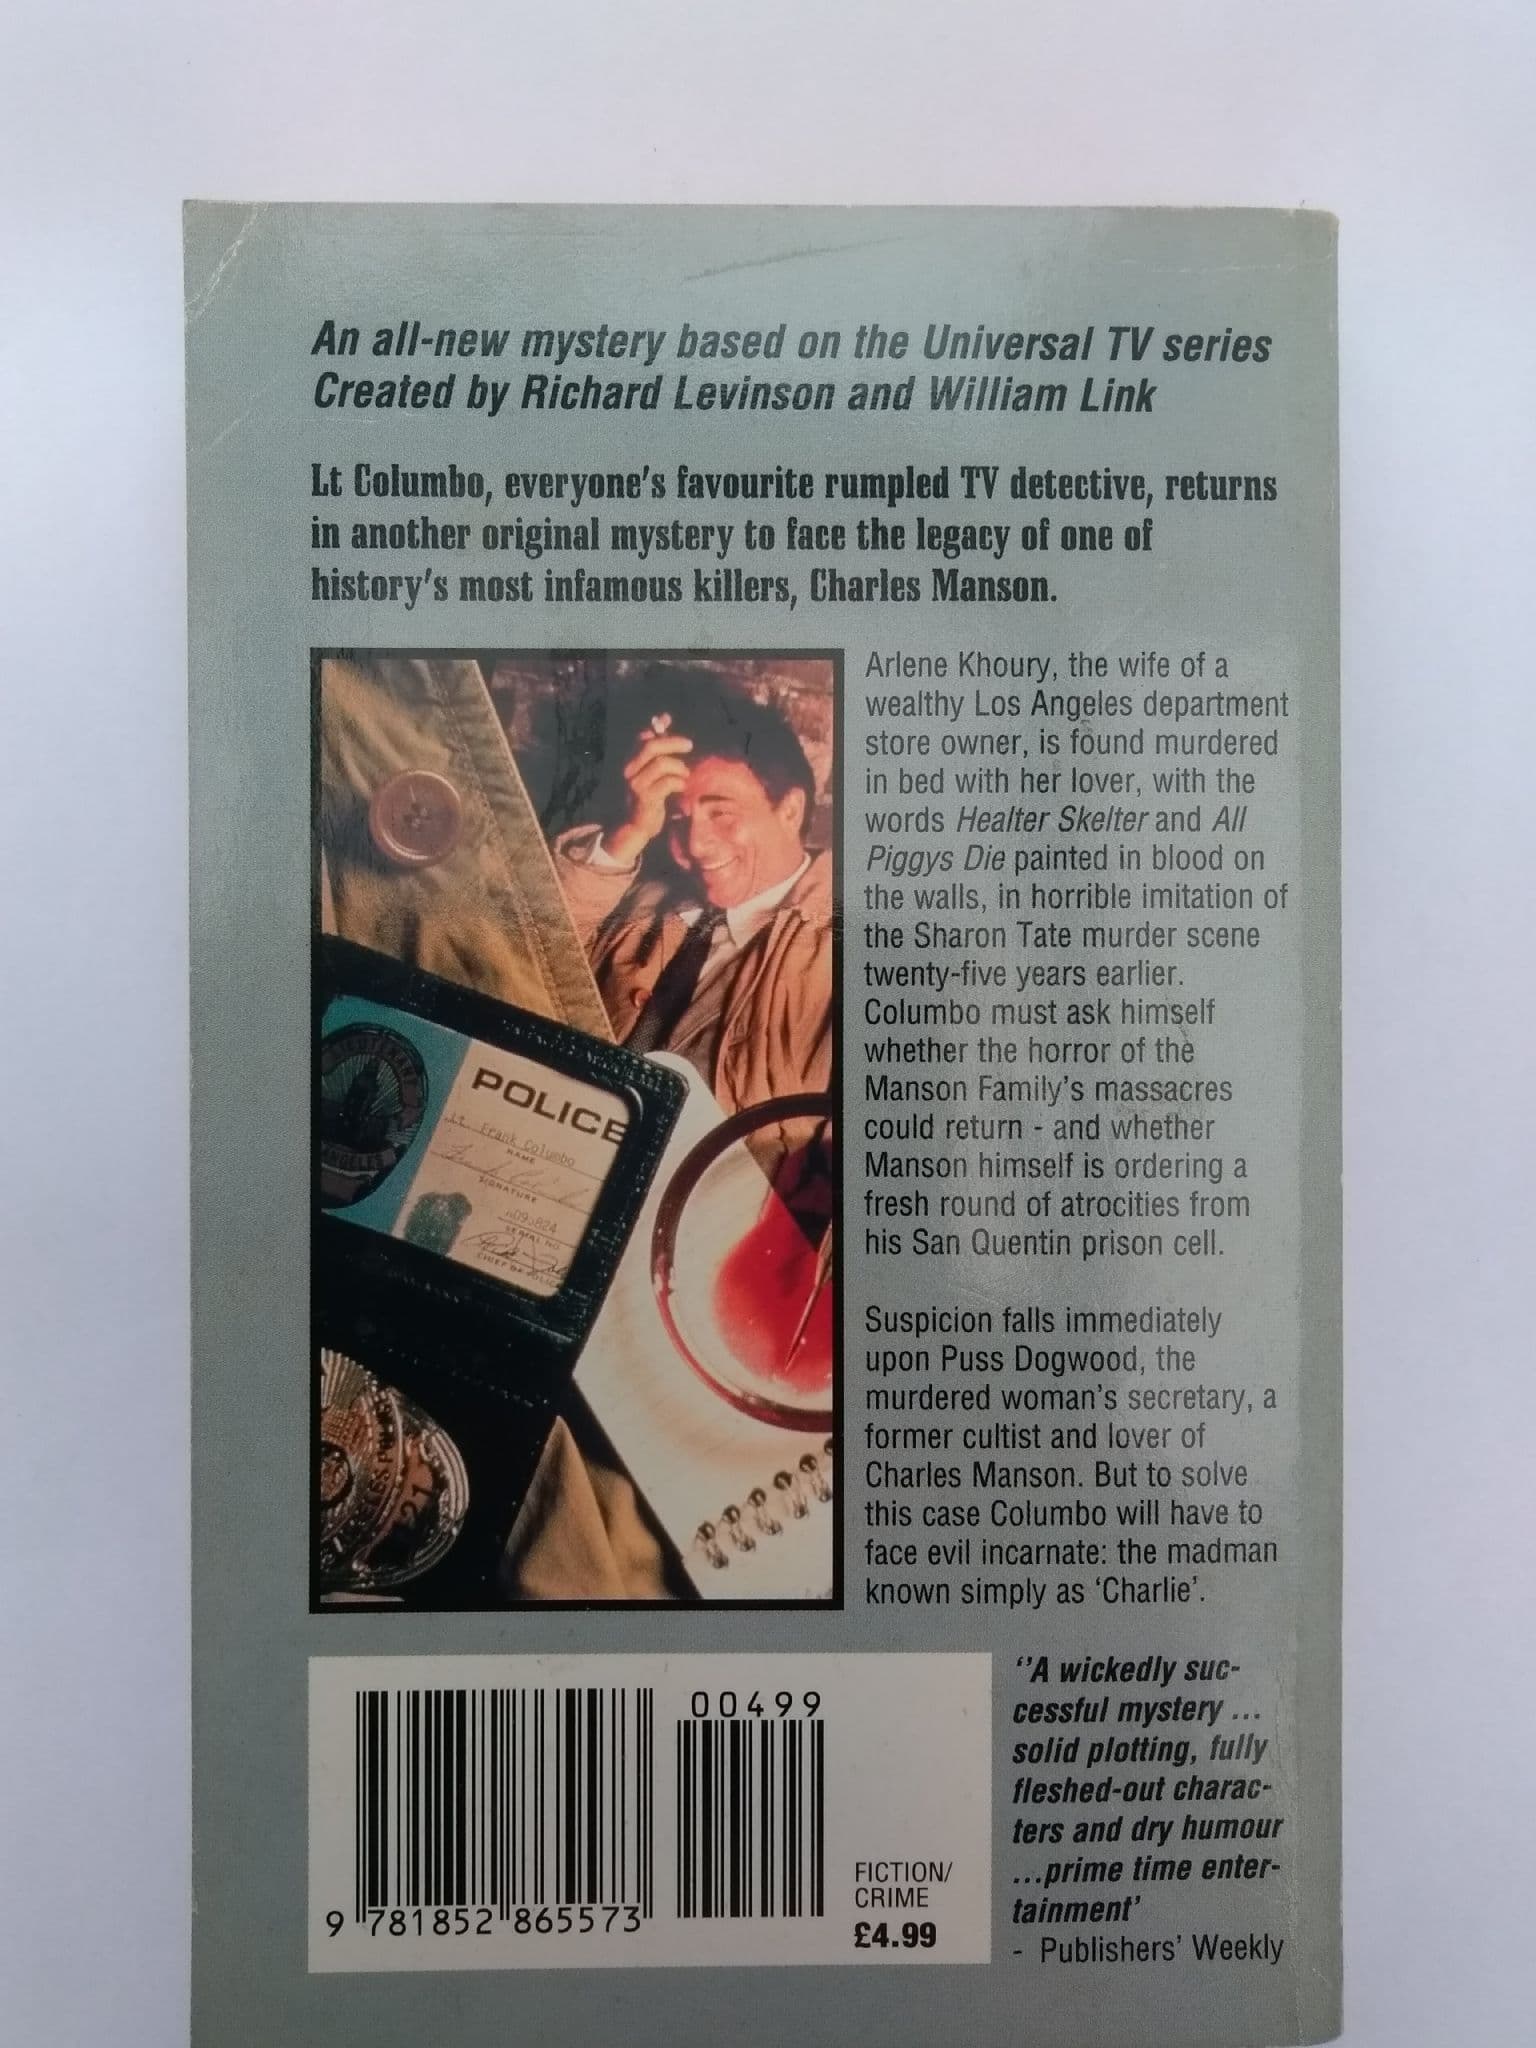 An all-new mystery based on the Universal TV series
Created by Richard Levinson and William Link
Lt Columbo, everyone's favourite rumpled TV detective, returns
in another original mystery to face the legacy of one of
history's most infamous killers, Charles Manson.
Arlene Khoury, the wife of a
wealthy Los Angeles department
store owner, is found murdered
in bed with her lover, with the
words Healter Skelter and All
Piggys Die painted in blood on
the walls, in horrible imitation of
the Sharon Tate murder scene
twenty-five years earlier.
Columbo must ask himself
whether the horror of the
Manson Family's massacres
could return - and whether
Manson himself is ordering a
fresh round of atrocities from
his San Quentin prison cell.
Suspicion falls immediately
upon Puss Dogwood, the
murdered woman's secretary, a
former cultist and lover of
Charles Manson. But to solve
this case Columbo will have to
face evil incarnate: the madman
known simply as 'Charlie'.
POLICE
Lt. Frank Columbo
NAME
SIGNATURE
SERIAL NO
CHIEF OF POLICE
00499
9 781852 865573
FICTION/
CRIME
£4.99
‘’A wickedly suc-
cessful mystery ...
solid plotting, fully
fleshed-out charac-
ters and dry humour
...prime time enter-
tainment’
- Publishers' Weekly